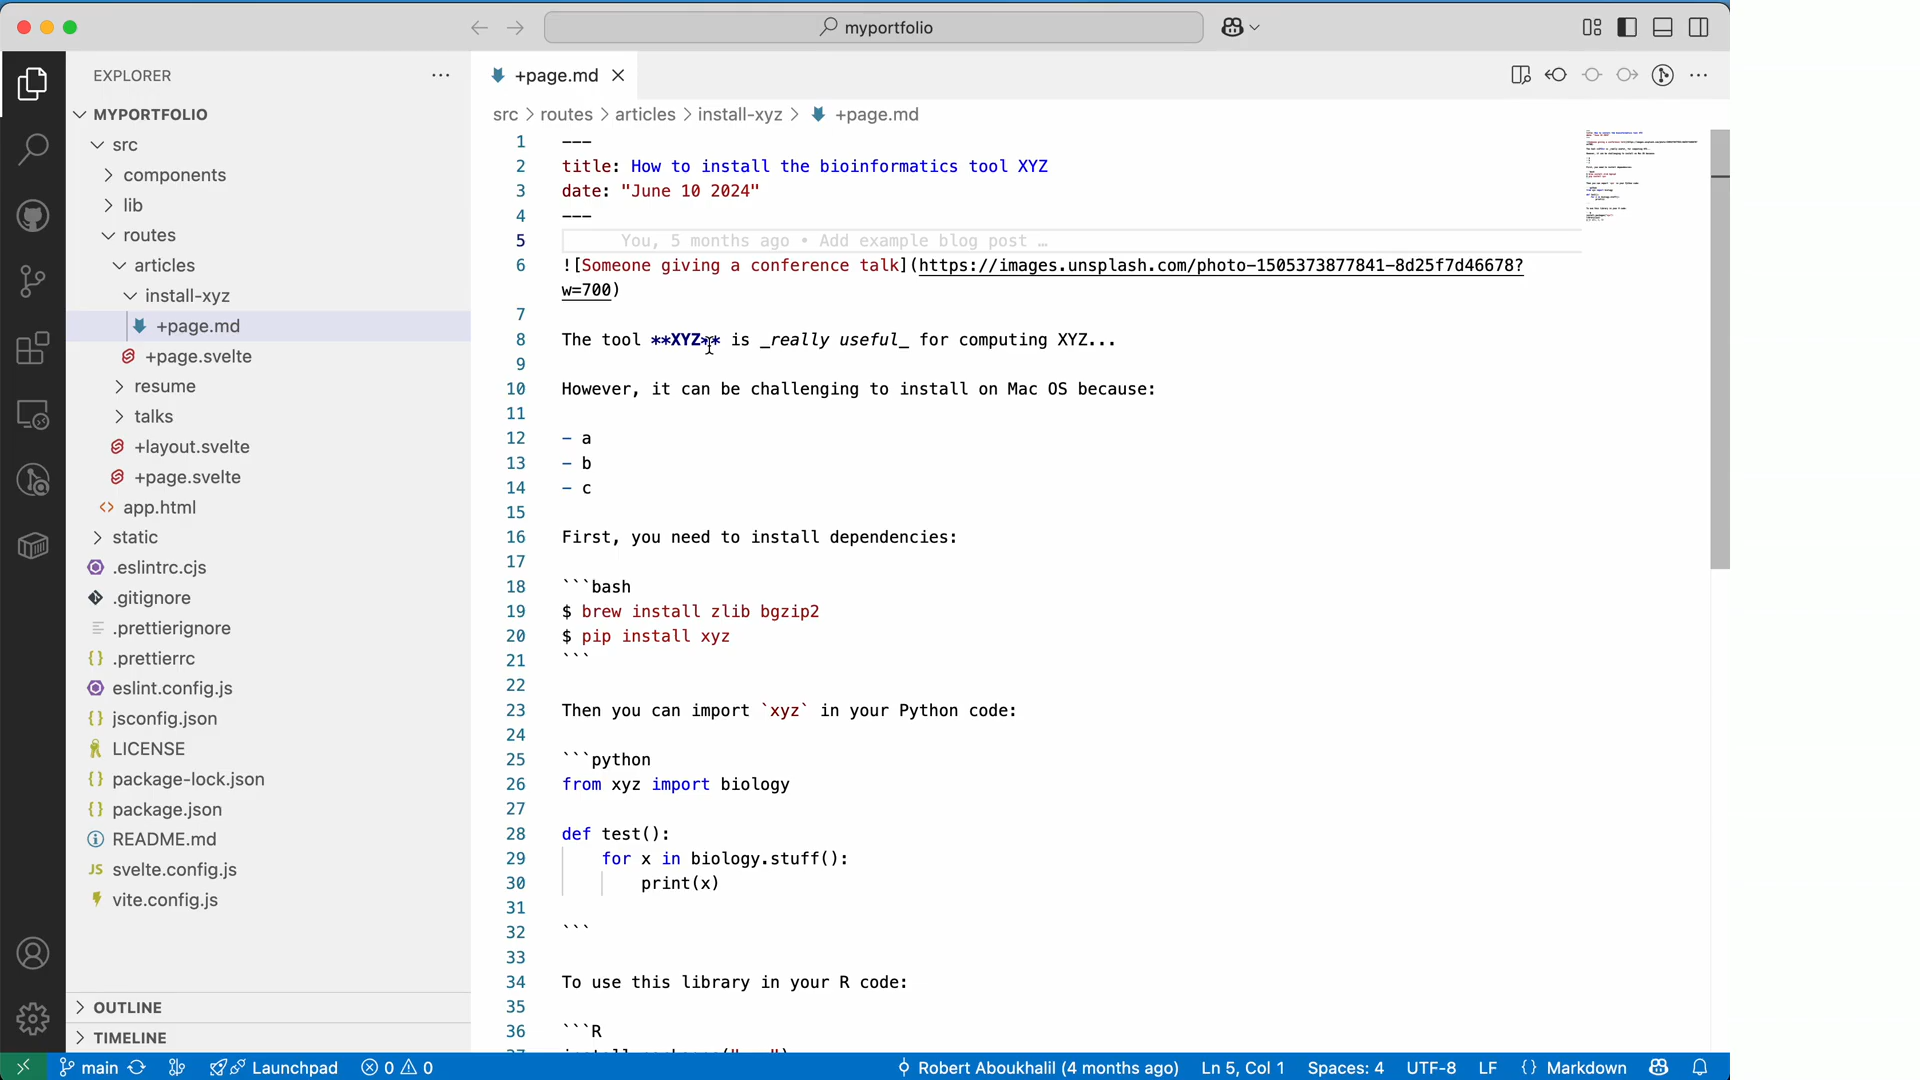 myportfolio
EXPLORER
MYPORTFOLIO
src
components
lib
routes
articles
install-xyz
+page.md
+page.svelte
resume
talks
+layout.svelte
+page.svelte
app.html
static
.eslintrc.cjs
.gitignore
.prettierignore
.prettierrc
eslint.config.js
jsconfig.json
LICENSE
package-lock.json
package.json
README.md
svelte.config.js
vite.config.js
OUTLINE
TIMELINE
+page.md
src > routes > articles > install-xyz > +page.md
1 ---
2 title: How to install the bioinformatics tool XYZ
3 date: "June 10 2024"
4 ---
5 You, 5 months ago • Add example blog post …
6 ![Someone giving a conference talk](https://images.unsplash.com/photo-1505373877841-8d25f7d46678?
w=700)
7
8 The tool **XYZ** is _really useful_ for computing XYZ...
9
10 However, it can be challenging to install on Mac OS because:
11
12 - a
13 - b
14 - c
15
16 First, you need to install dependencies:
17
18 ```bash
19 $ brew install zlib bgzip2
20 $ pip install xyz
21 ```
22
23 Then you can import `xyz` in your Python code:
24
25 ```python
26 from xyz import biology
27
28 def test():
29 for x in biology.stuff():
30 print(x)
31
32 ```
33
34 To use this library in your R code:
35
36 ```R
main
Launchpad
0 0
Robert Aboukhalil (4 months ago)
Ln 5, Col 1
Spaces: 4
UTF-8
LF
{} Markdown